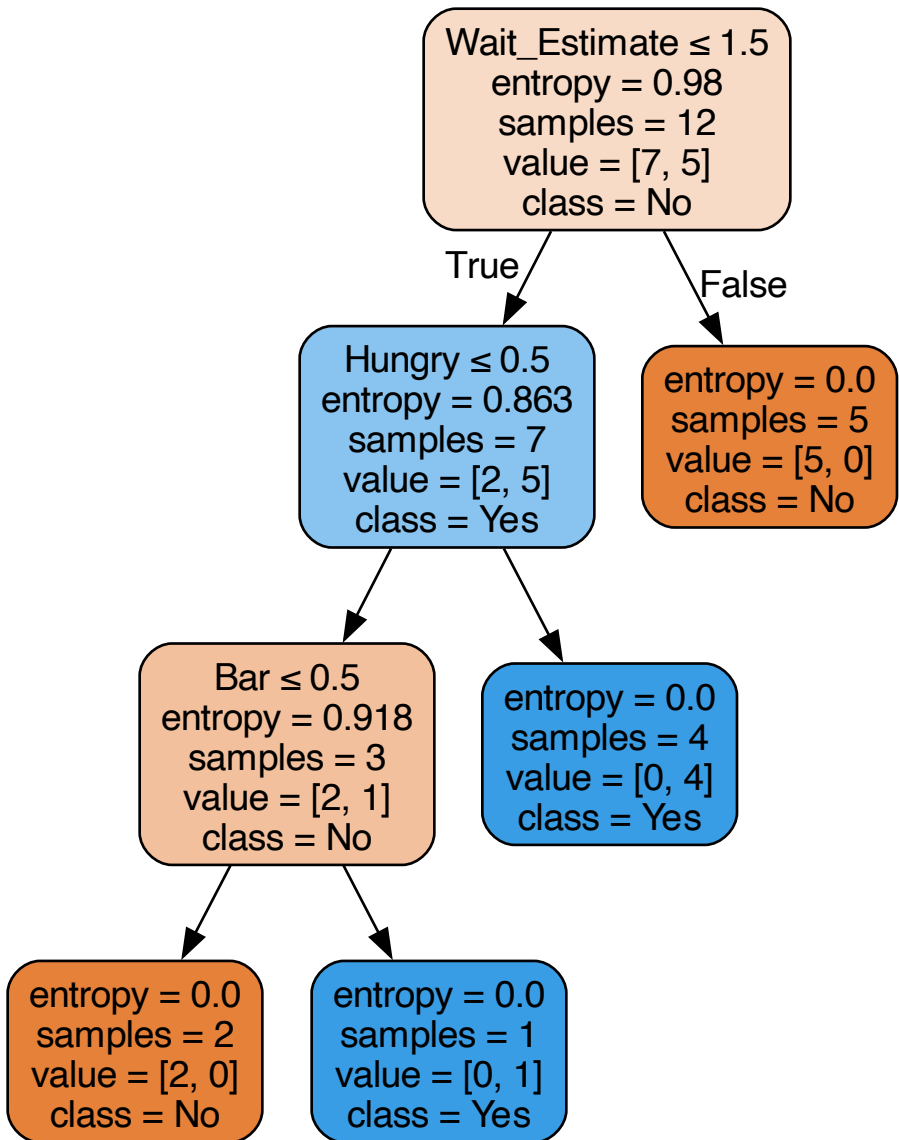 Wait_Estimate ≤ 1.5
entropy = 0.98
samples = 12
value = [7, 5]
class = No
True
False
Hungry ≤ 0.5
entropy = 0.863
samples = 7
value = [2, 5]
class = Yes
entropy = 0.0
samples = 5
value = [5, 0]
class = No
Bar ≤ 0.5
entropy = 0.918
samples = 3
value = [2, 1]
class = No
entropy = 0.0
samples = 4
value = [0, 4]
class = Yes
entropy = 0.0
samples = 2
value = [2, 0]
class = No
entropy = 0.0
samples = 1
value = [0, 1]
class = Yes